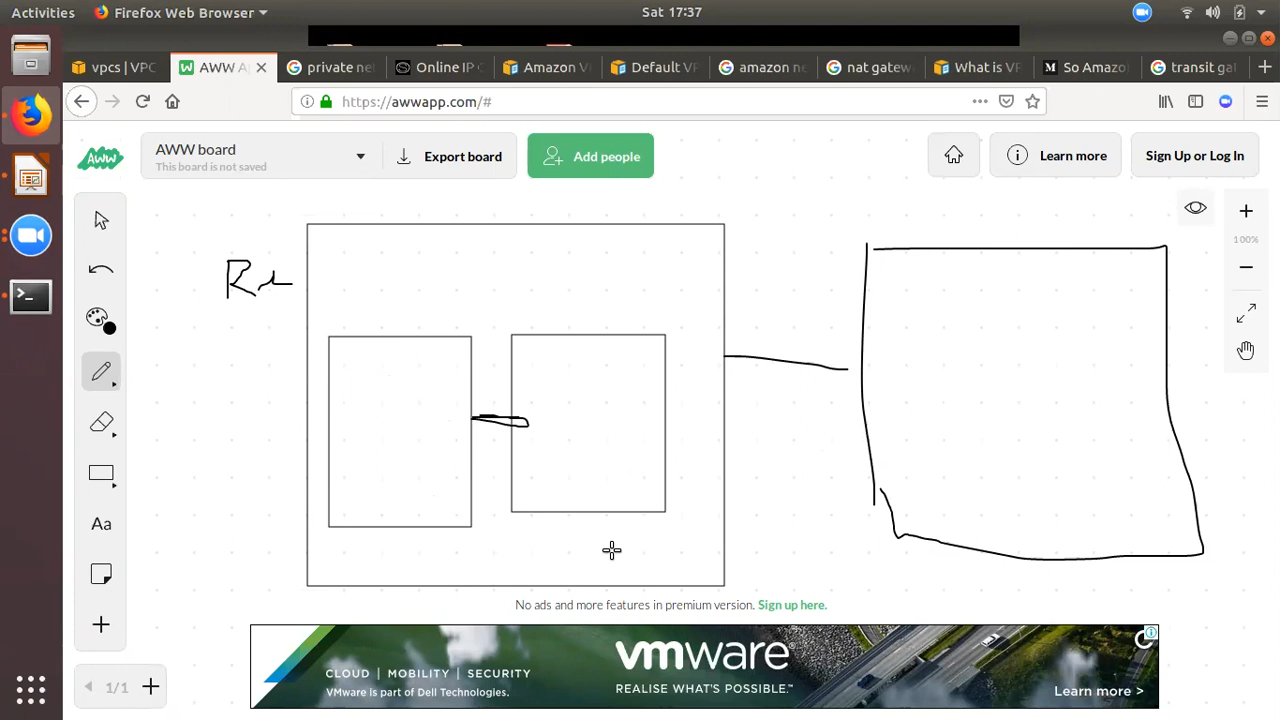 Activities Firefox Web Browser Sat 17:37
vpcs | VPC AWW A private ne Online IP C Amazon V Default VP amazon ne nat gatew What is VP So Amazo transit gat
https://awwapp.com/#
AWW AWW board This board is not saved Export board Add people Learn more Sign Up or Log In
100%
Aa
No ads and more features in premium version. Sign up here.
vmware
CLOUD | MOBILITY | SECURITY
VMware is part of Dell Technologies.
REALISE WHAT'S POSSIBLE.™
Learn more >
1/1